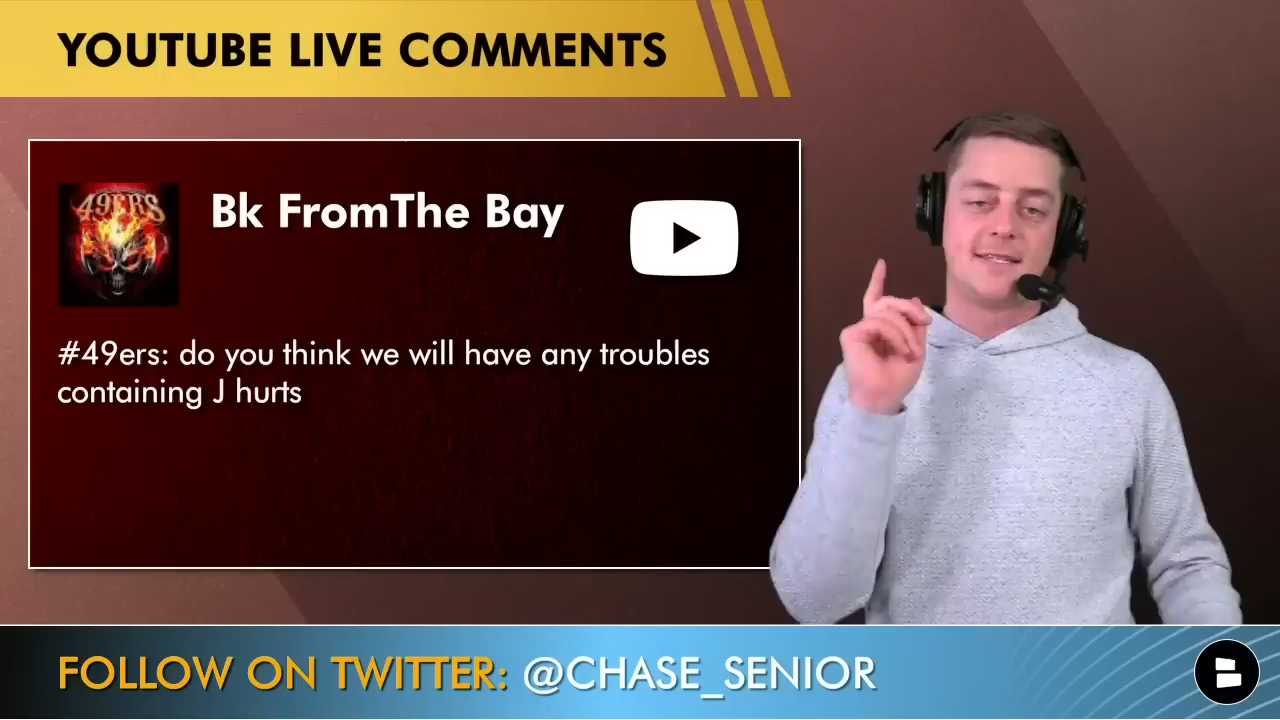 YOUTUBE LIVE COMMENTS
49ERS
Bk FromThe Bay
#49ers: do you think we will have any troubles
containing J hurts
FOLLOW ON TWITTER: @CHASE_SENIOR